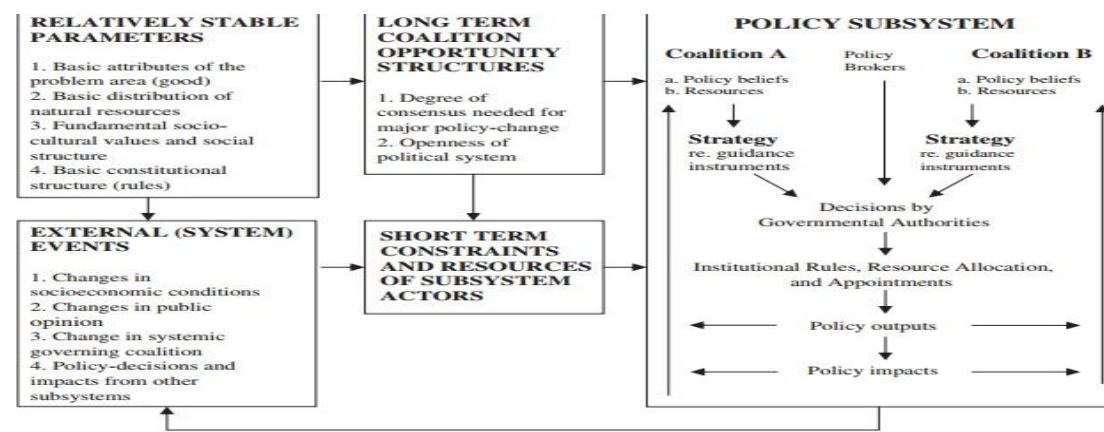 RELATIVELY STABLE
PARAMETERS
1. Basic attributes of the
problem area (good)
2. Basic distribution of
natural resources
3. Fundamental socio-
cultural values and social
structure
4. Basic constitutional
structure (rules)
LONG TERM
COALITION
OPPORTUNITY
STRUCTURES
1. Degree of
consensus needed for
major policy-change
2. Openness of
political system
POLICY SUBSYSTEM
Coalition A
a. Policy beliefs
b. Resources
Policy
Brokers
Coalition B
a. Policy beliefs
b. Resources
Strategy
re. guidance
instruments
Strategy
re. guidance
instruments
Decisions by
Governmental Authorities
Institutional Rules, Resource Allocation,
and Appointments
Policy outputs
Policy impacts
EXTERNAL (SYSTEM)
EVENTS
1. Changes in
socioeconomic conditions
2. Changes in public
opinion
3. Change in systemic
governing coalition
4. Policy-decisions and
impacts from other
subsystems
SHORT TERM
CONSTRAINTS
AND RESOURCES
OF SUBSYSTEM
ACTORS